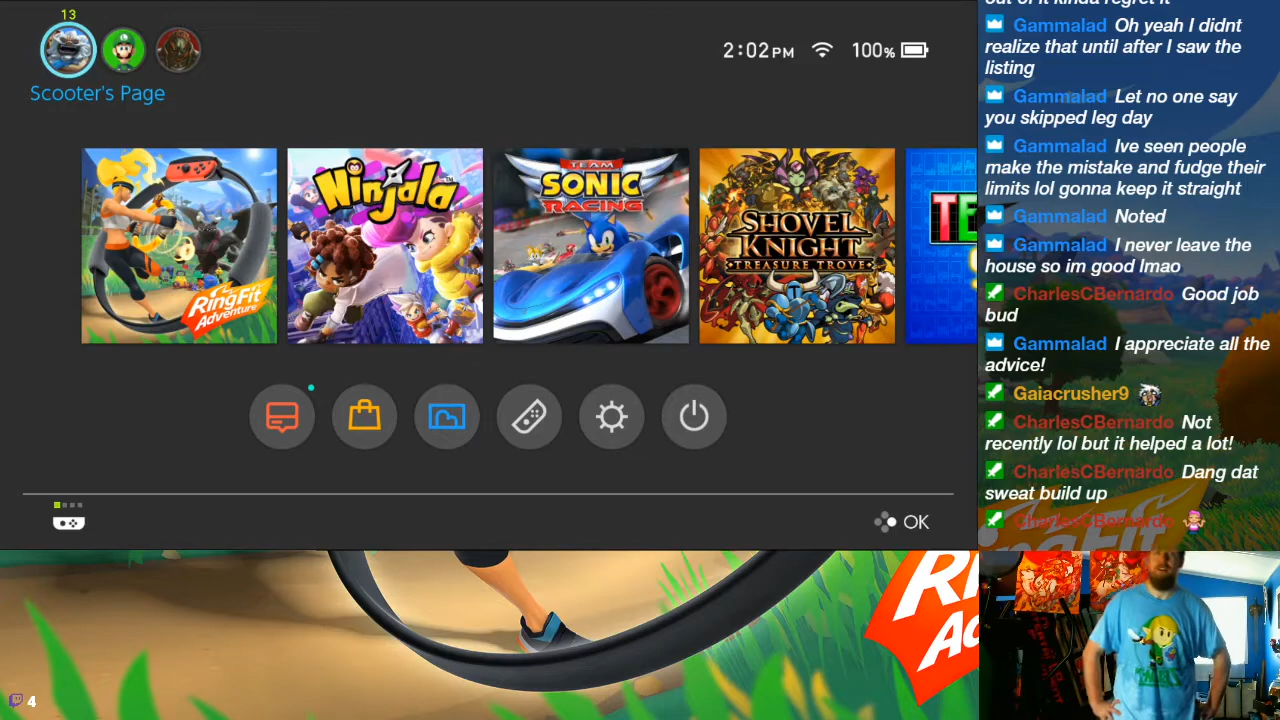 13
Scooter's Page
2:02PM
100%
Ninjala
TEAM
SONIC
RACING
SHOVEL
KNIGHT
TREASURE TROVE
TE
RingFit
Adventure
OK
4
Gammalad Oh yeah I didnt
realize that until after I saw the
listing
Gammalad Let no one say
you skipped leg day
Gammalad Ive seen people
make the mistake and fudge their
limits lol gonna keep it straight
Gammalad Noted
Gammalad I never leave the
house so im good lmao
CharlesCBernardo Good job
bud
Gammalad I appreciate all the
advice!
Gaiacrusher9
CharlesCBernardo Not
recently lol but it helped a lot!
CharlesCBernardo Dang dat
sweat build up
CharlesCBernardo